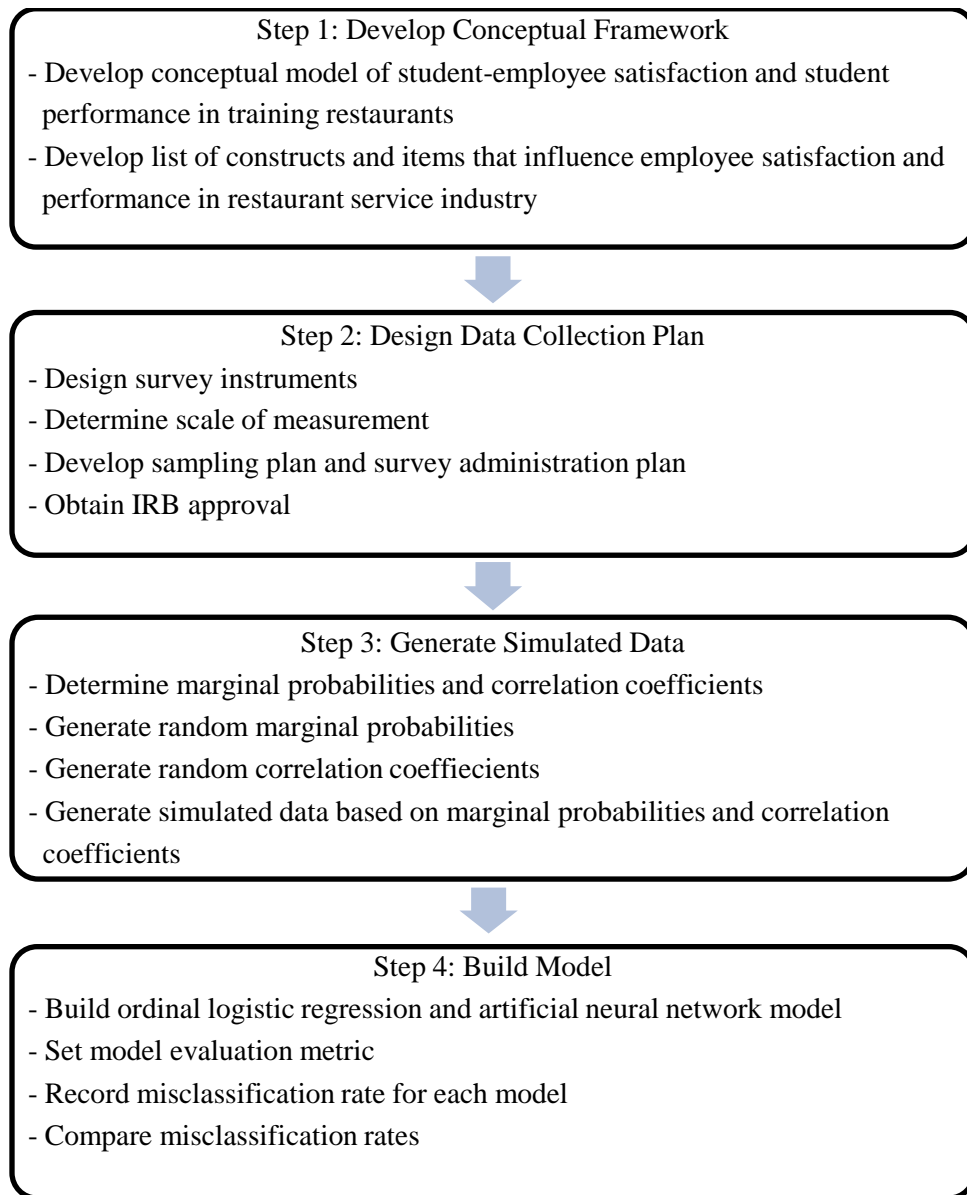 Step 1: Develop Conceptual Framework
- Develop conceptual model of student-employee satisfaction and student
performance in training restaurants
- Develop list of constructs and items that influence employee satisfaction and
performance in restaurant service industry
Step 2: Design Data Collection Plan
- Design survey instruments
- Determine scale of measurement
- Develop sampling plan and survey administration plan
- Obtain IRB approval
Step 3: Generate Simulated Data
- Determine marginal probabilities and correlation coefficients
- Generate random marginal probabilities
- Generate random correlation coeffiecients
- Generate simulated data based on marginal probabilities and correlation
coefficients
Step 4: Build Model
- Build ordinal logistic regression and artificial neural network model
- Set model evaluation metric
- Record misclassification rate for each model
- Compare misclassification rates